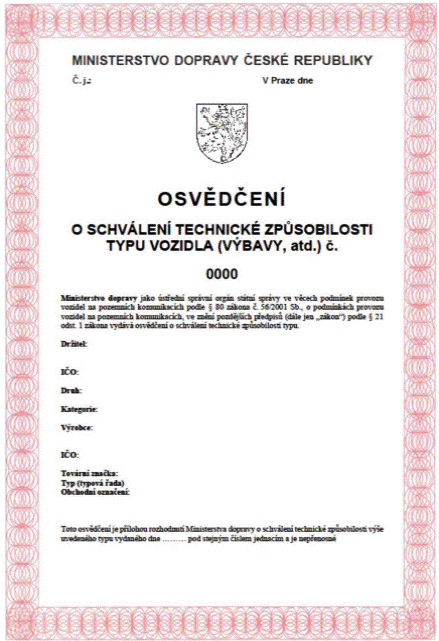 MINISTERSTVO DOPRAVY ČESKÉ REPUBLIKY
Č. j.:
V Praze dne
OSVĚDČENÍ
O SCHVÁLENÍ TECHNICKÉ ZPŮSOBILOSTI
TYPU VOZIDLA (VÝBAVY, atd.) č.
0000
Ministerstvo dopravy jako ústřední správní orgán státní správy ve věcech podmínek provozu
vozidel na pozemních komunikacích podle § 80 zákona č. 56/2001 Sb., o podmínkách provozu
vozidel na pozemních komunikacích, ve znění pozdějších předpisů (dále jen „zákon“) podle § 21
odst. 1 zákona vydává osvědčení o schválení technické způsobilosti typu.
Držitel:
IČO:
Druh:
Kategorie:
Výrobce:
IČO:
Tovární značka:
Typ (typová řada)
Obchodní označení:
Toto osvědčení je přílohou rozhodnutí Ministerstva dopravy o schválení technické způsobilosti výše
uvedeného typu vydaného dne ……… pod stejným číslem jednacím a je nepřenosné